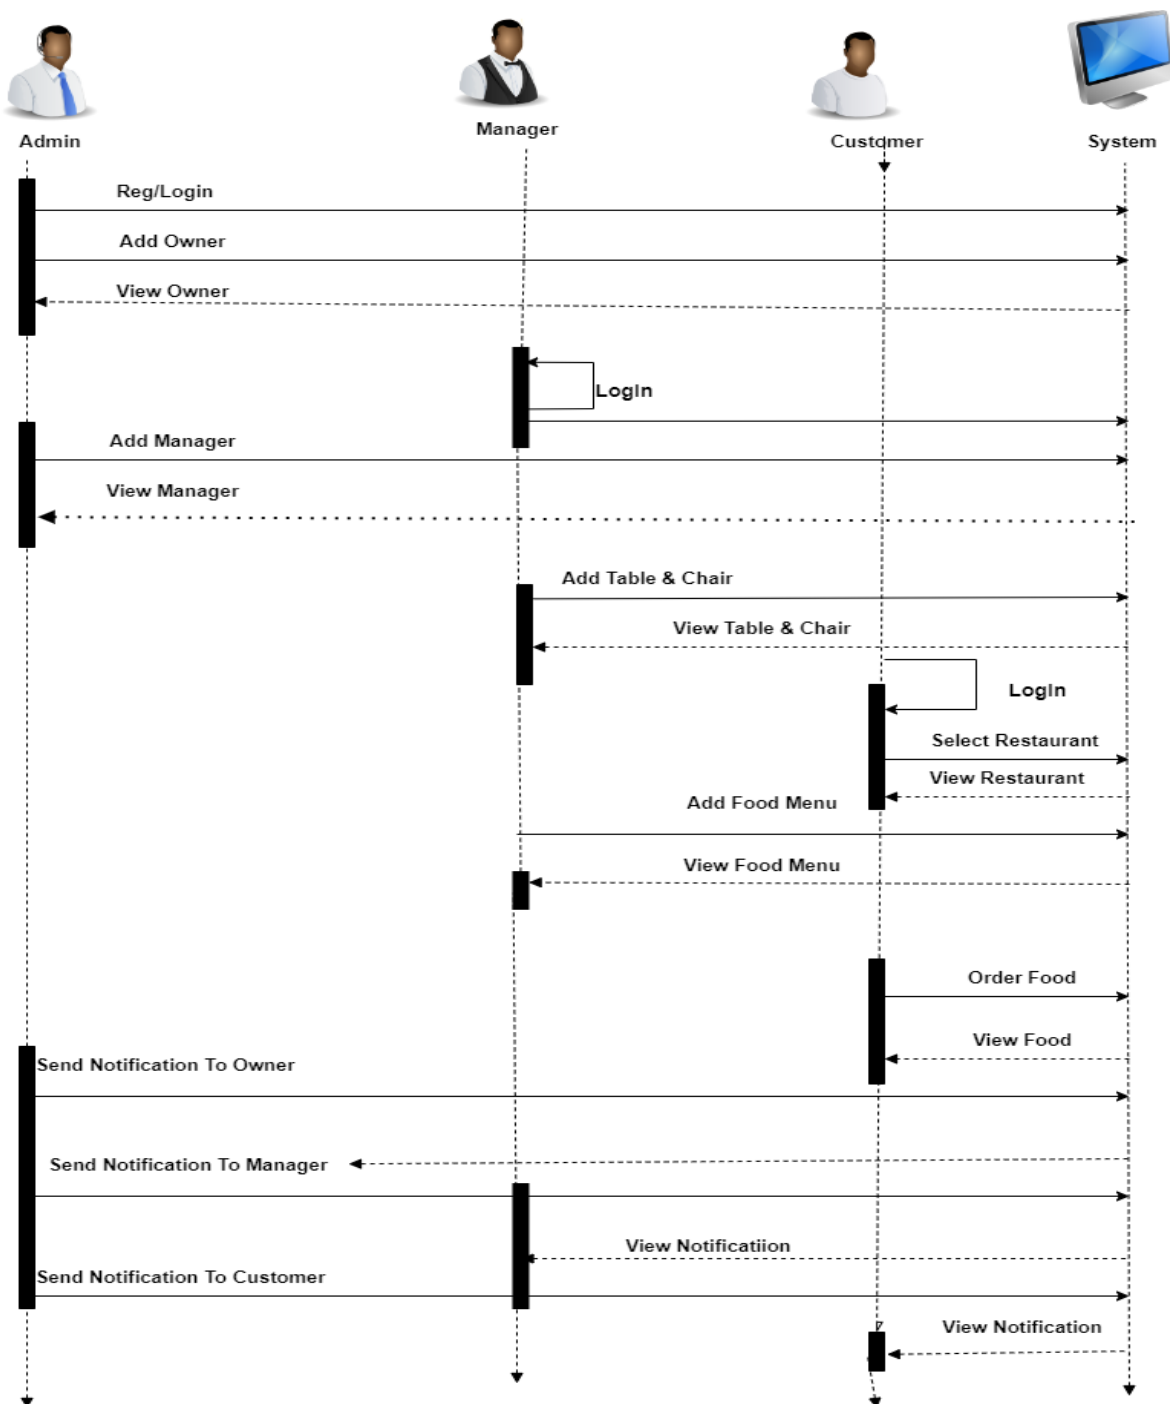 Admin
Manager
Customer
System
Reg/Login
Add Owner
View Owner
LogIn
Add Manager
View Manager
Add Table & Chair
View Table & Chair
LogIn
Select Restaurant
View Restaurant
Add Food Menu
View Food Menu
Order Food
View Food
Send Notification To Owner
Send Notification To Manager
View Notificatiion
Send Notification To Customer
View Notification